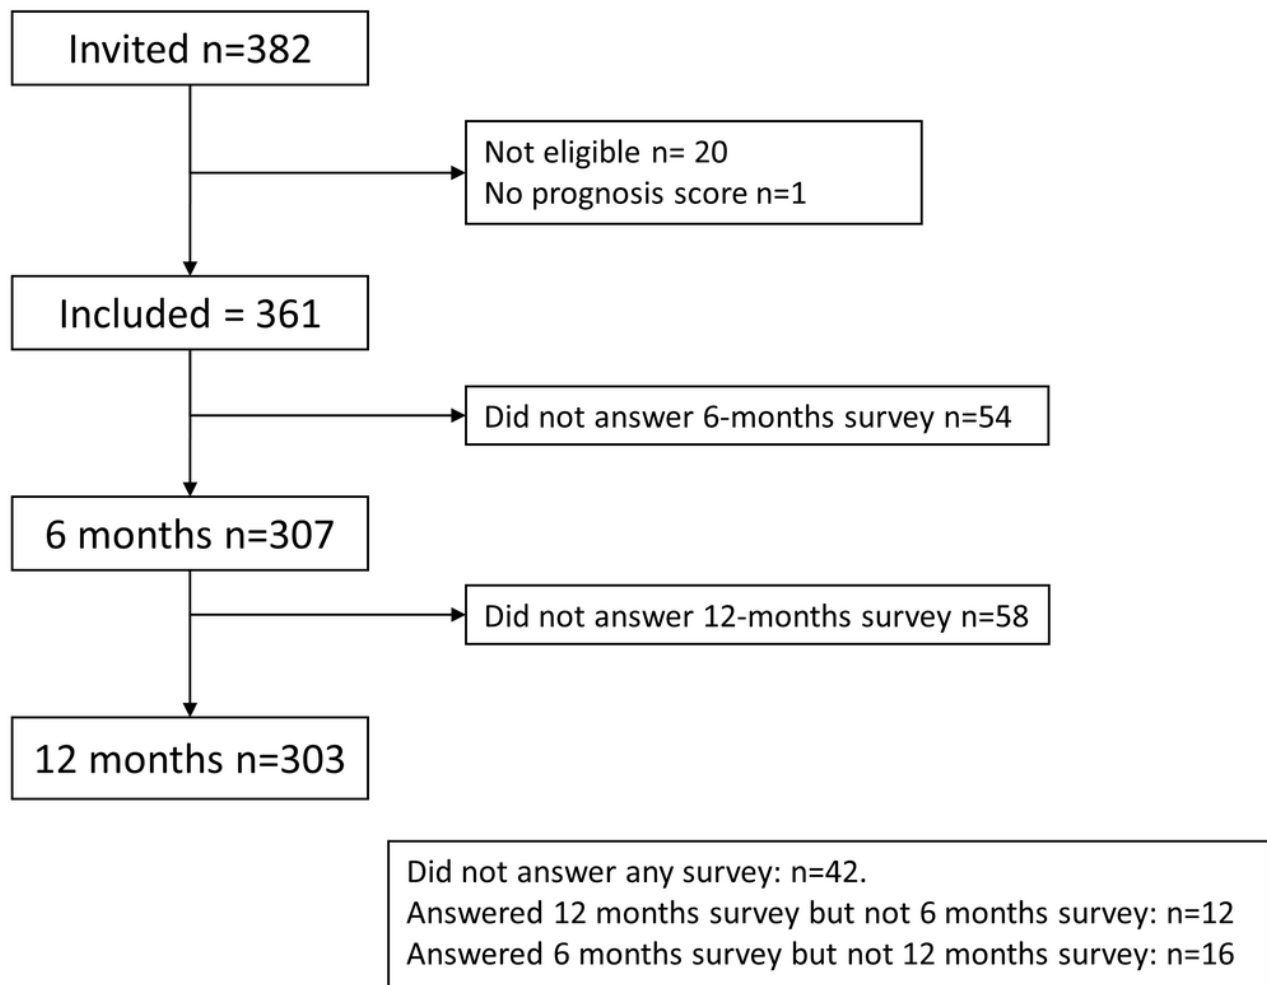 Invited n=382
Not eligible n= 20
No prognosis score n=1
Included = 361
Did not answer 6-months survey n=54
6 months n=307
Did not answer 12-months survey n=58
12 months n=303
Did not answer any survey: n=42.
Answered 12 months survey but not 6 months survey: n=12
Answered 6 months survey but not 12 months survey: n=16